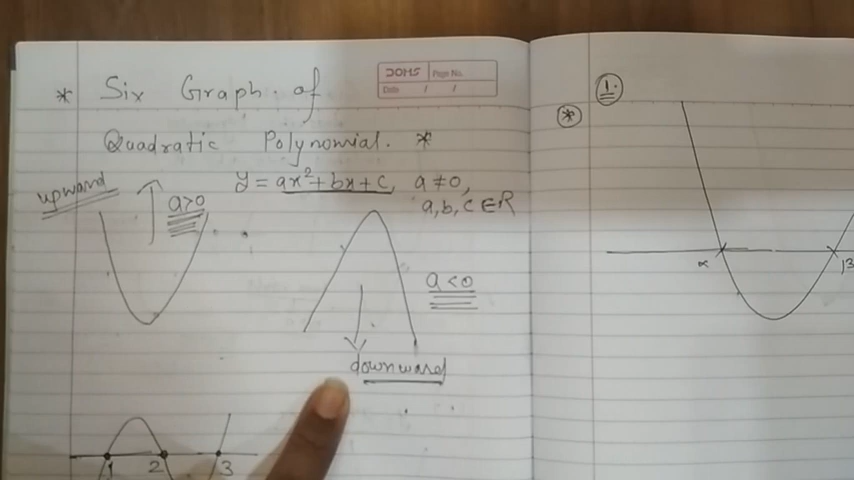 * Six Graph of
DOMS Page No.
Date / /
Quadratic Polynomial. *
y = ax²+bx+c, a ≠ 0,
a, b, c ∈ R
upward
a>0
a<0
downward
1 2 3
1.
*
α β